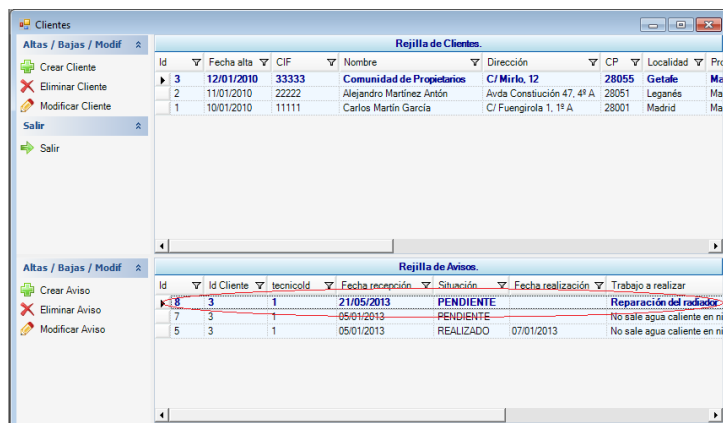 Clientes
Altas / Bajas / Modif
Crear Cliente
Eliminar Cliente
Modificar Cliente
Salir
Salir
Rejilla de Clientes.
Id Fecha alta CIF Nombre Dirección CP Localidad Pro
3 12/01/2010 33333 Comunidad de Propietarios C/ Mirlo, 12 28055 Getafe Ma
2 11/01/2010 22222 Alejandro Martínez Antón Avda Constiución 47, 4º A 28051 Leganés Ma
1 10/01/2010 11111 Carlos Martín García C/ Fuengirola 1, 1º A 28001 Madrid Ma
Altas / Bajas / Modif
Crear Aviso
Eliminar Aviso
Modificar Aviso
Rejilla de Avisos.
Id Id Cliente tecnicoId Fecha recepción Situación Fecha realización Trabajo a realizar
8 3 1 21/05/2013 PENDIENTE Reparación del radiador
7 3 1 05/01/2013 PENDIENTE No sale agua caliente en ni
5 3 1 05/01/2013 REALIZADO 07/01/2013 No sale agua caliente en ni